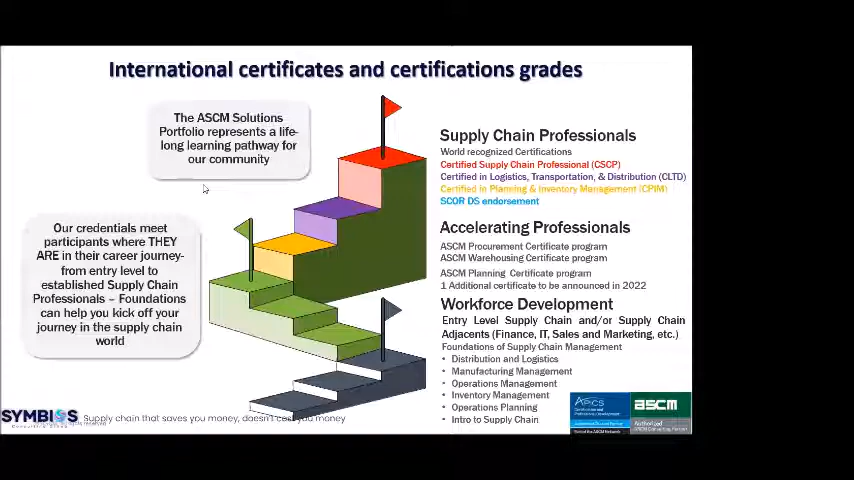 International certificates and certifications grades
The ASCM Solutions
Portfolio represents a life-
long learning pathway for
our community
Our credentials meet
participants where THEY
ARE in their career journey-
from entry level to
established Supply Chain
Professionals – Foundations
can help you kick off your
journey in the supply chain
world
Supply Chain Professionals
World recognized Certifications
Certified Supply Chain Professional (CSCP)
Certified in Logistics, Transportation, & Distribution (CLTD)
Certified in Planning & Inventory Management (CPIM)
SCOR DS endorsement
Accelerating Professionals
ASCM Procurement Certificate program
ASCM Warehousing Certificate program
ASCM Planning Certificate program
1 Additional certificate to be announced in 2022
Workforce Development
Entry Level Supply Chain and/or Supply Chain
Adjacents (Finance, IT, Sales and Marketing, etc.)
Foundations of Supply Chain Management
• Distribution and Logistics
• Manufacturing Management
• Operations Management
• Inventory Management
• Operations Planning
• Intro to Supply Chain
SYMBIOS
Supply chain that saves you money, doesn't cost you money
rights reserved
APICS
ascm
Authorized